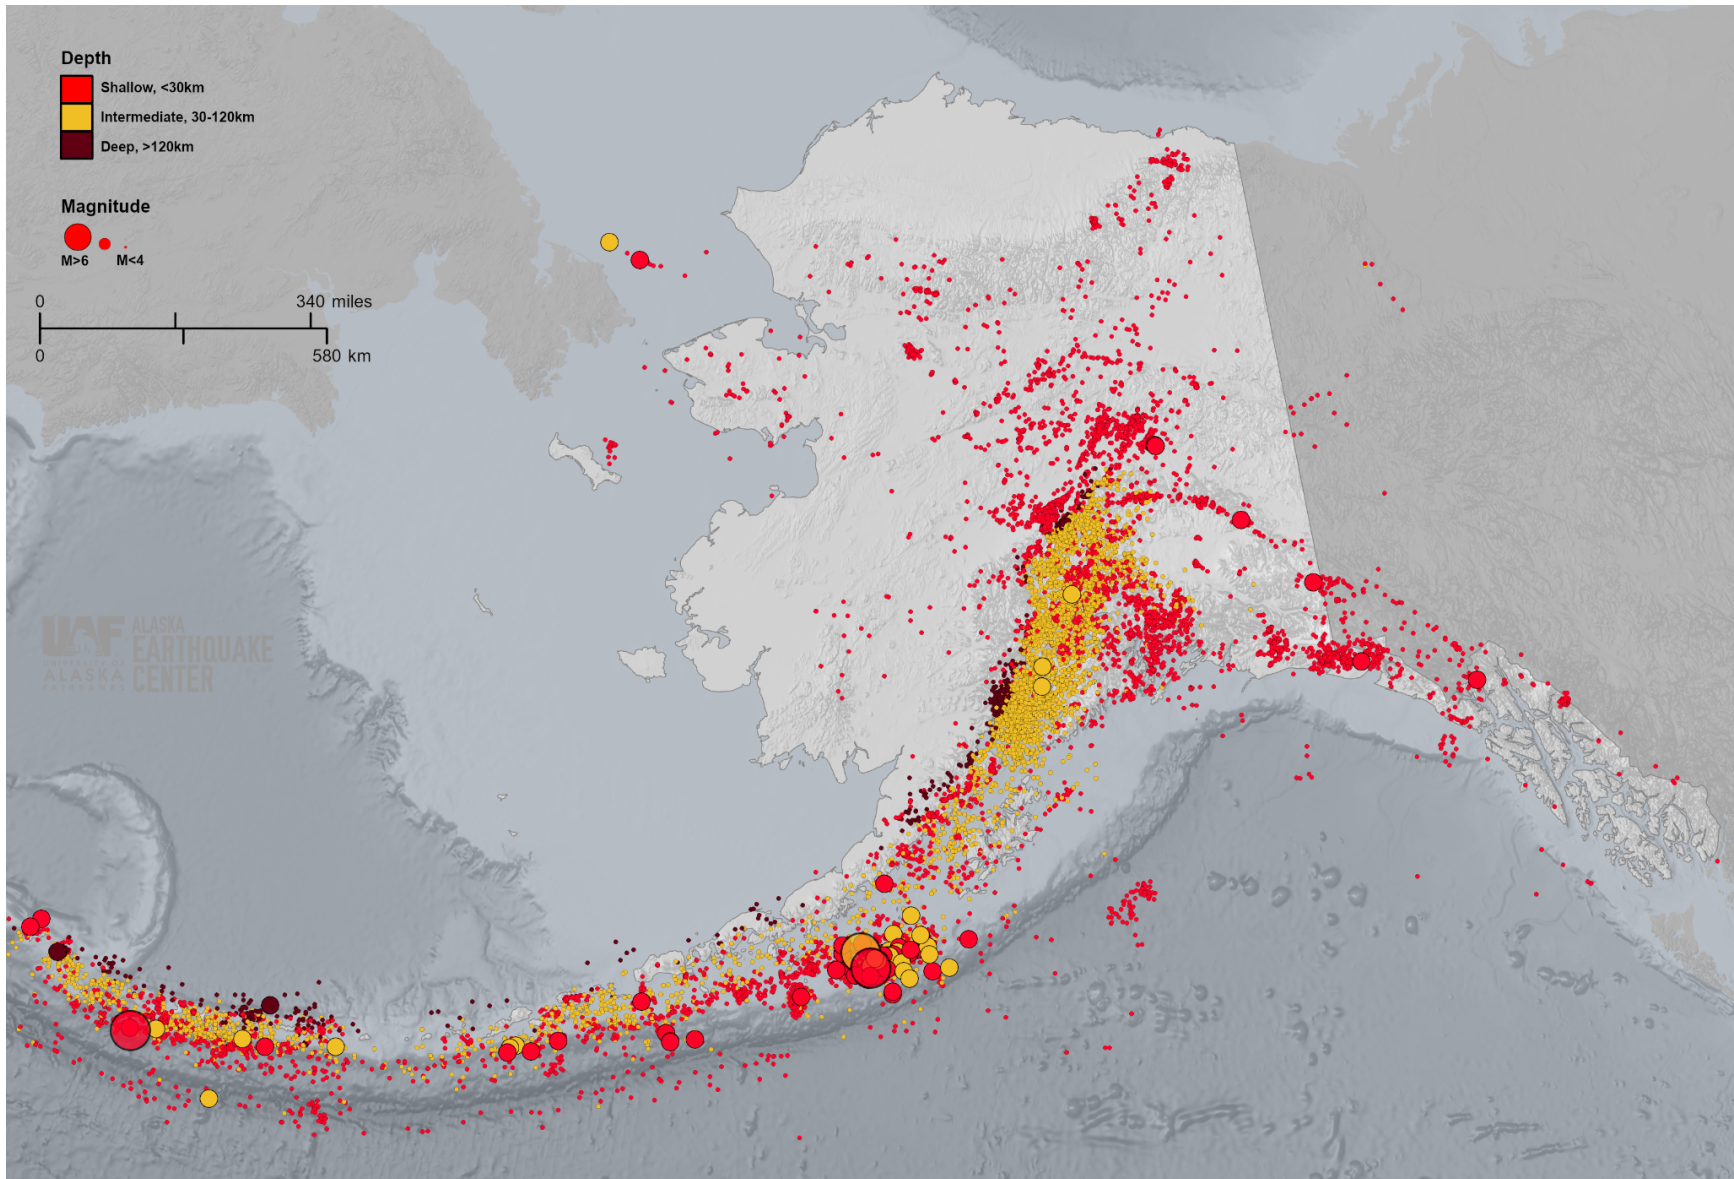 Depth
Shallow, <30km
Intermediate, 30-120km
Deep, >120km
Magnitude
M>6 M<4
0 340 miles
0 580 km
UAF ALASKA
EARTHQUAKE
CENTER
ALASKA